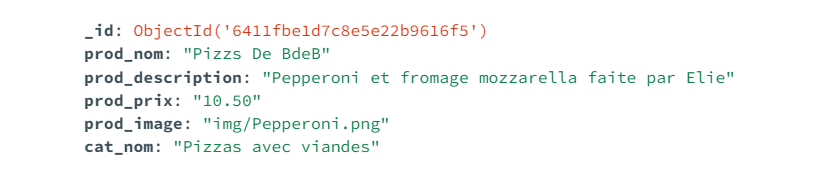 _id: ObjectId('6411fbe1d7c8e5e22b9616f5')
prod_nom: "Pizzs De BdeB"
prod_description: "Pepperoni et fromage mozzarella faite par Elie"
prod_prix: "10.50"
prod_image: "img/Pepperoni.png"
cat_nom: "Pizzas avec viandes"